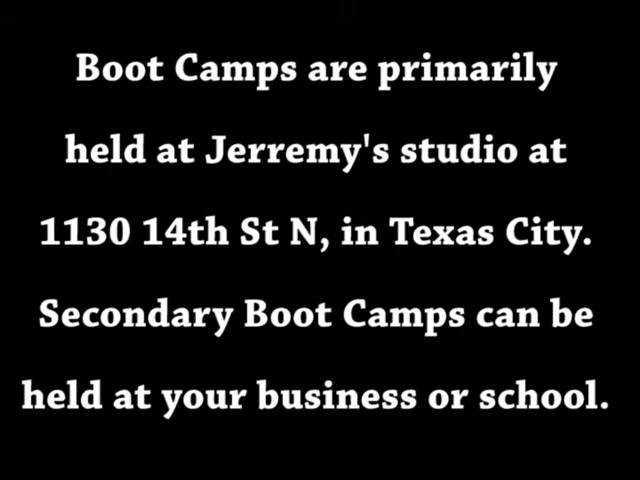 Boot Camps are primarily
held at Jerremy's studio at
1130 14th St N, in Texas City.
Secondary Boot Camps can be
held at your business or school.